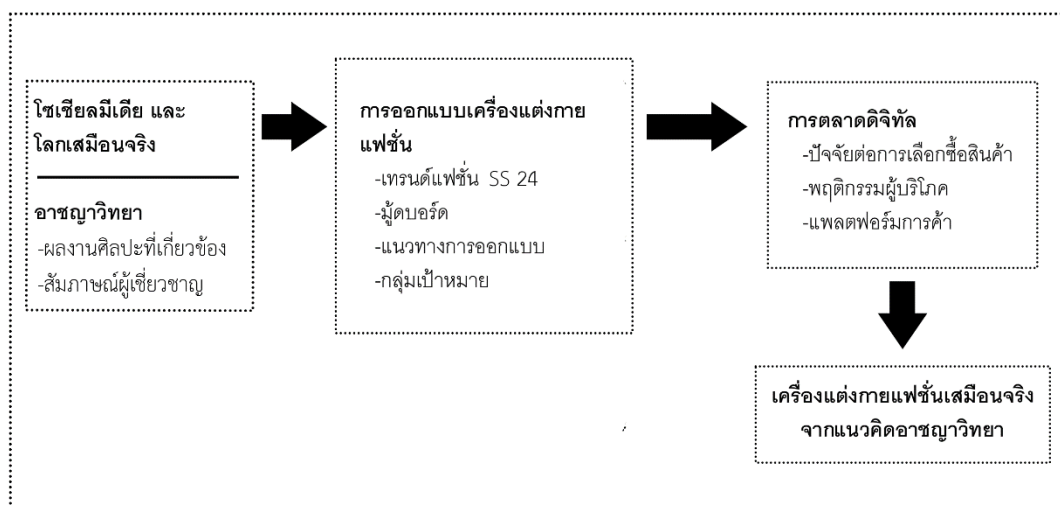 โซเชียลมีเดีย และ
โลกเสมือนจริง
อาชญาวิทยา
-ผลงานศิลปะที่เกี่ยวข้อง
-สัมภาษณ์ผู้เชี่ยวชาญ
การออกแบบเครื่องแต่งกาย
แฟชั่น
-เทรนด์แฟชั่น SS 24
-มู้ดบอร์ด
-แนวทางการออกแบบ
-กลุ่มเป้าหมาย
การตลาดดิจิทัล
-ปัจจัยต่อการเลือกซื้อสินค้า
-พฤติกรรมผู้บริโภค
-แพลตฟอร์มการค้า
เครื่องแต่งกายแฟชั่นเสมือนจริง
จากแนวคิดอาชญาวิทยา